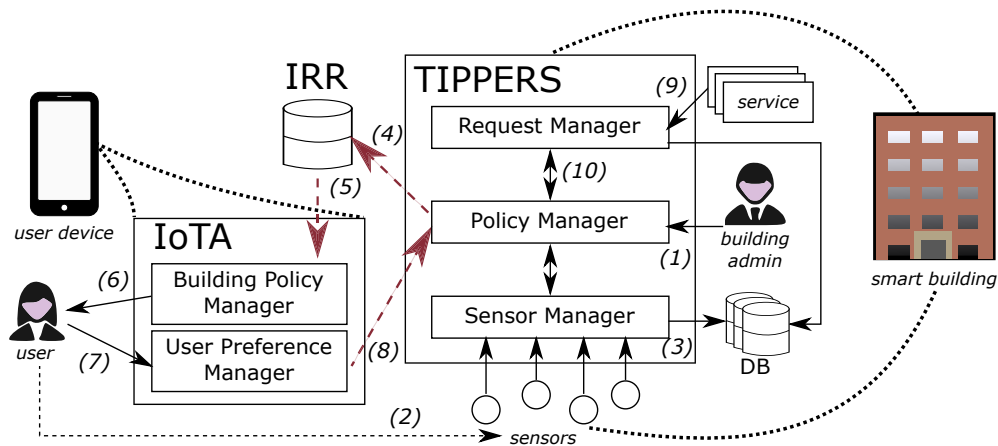 IRR
TIPPERS
(9)
service
Request Manager
(4)
(5)
(10)
user device
IoTA
Policy Manager
(1)
building
admin
smart building
(6)
Building Policy
Manager
user
(7)
User Preference
Manager
(8)
Sensor Manager
(3)
DB
(2)
sensors